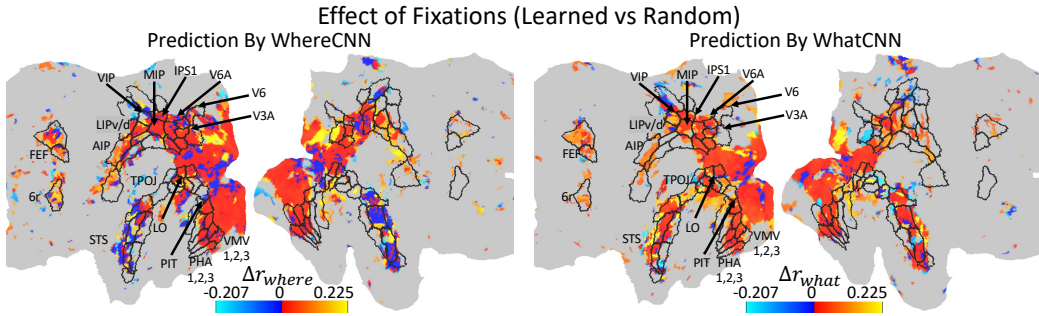 Effect of Fixations (Learned vs Random)
Prediction By WhereCNN
VIP
MIP
IPS1
V6A
V6
V3A
LIPv/d
AIP
FEF
6r
TPOJ
STS
LO
PIT
PHA
1,2,3
VMV
1,2,3
Δr_where
-0.207 0 0.225
Prediction By WhatCNN
VIP
MIP
IPS1
V6A
V6
V3A
LIPv/d
AIP
FEF
6r
TPOJ
STS
LO
PIT
PHA
1,2,3
VMV
1,2,3
Δr_what
-0.207 0 0.225